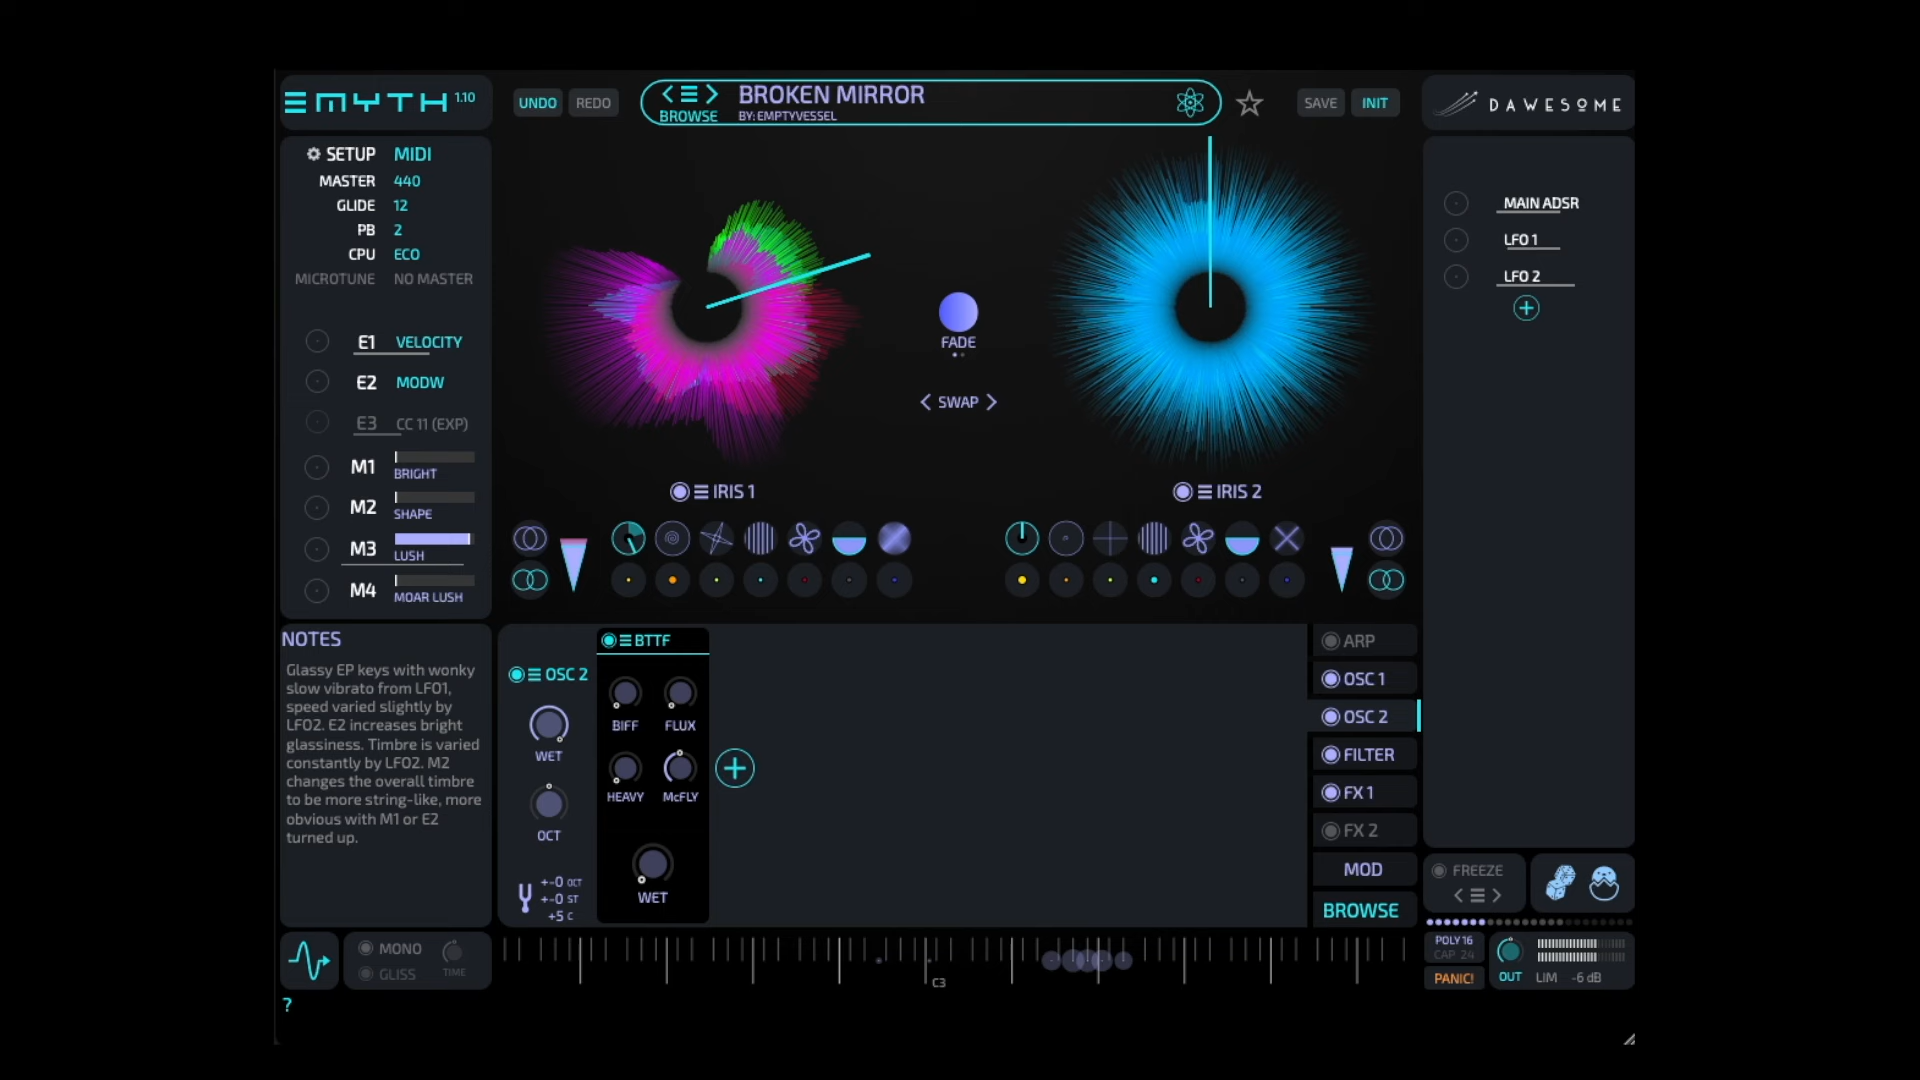 MYTH 1.10
UNDO
REDO
BROWSE
BROKEN MIRROR
BY: EMPTYVESSEL
SAVE
INIT
DAWESOME
SETUP MIDI
MASTER 440
GLIDE 12
PB 2
CPU ECO
MICROTUNE NO MASTER
E1 VELOCITY
E2 MODW
E3 CC 11 (EXP)
M1 BRIGHT
M2 SHAPE
M3 LUSH
M4 MOAR LUSH
FADE
SWAP
IRIS 1
IRIS 2
MAIN ADSR
LFO 1
LFO 2
NOTES
Glassy EP keys with wonky
slow vibrato from LFO1,
speed varied slightly by
LFO2. E2 increases bright
glassiness. Timbre is varied
constantly by LFO2. M2
changes the overall timbre
to be more string-like, more
obvious with M1 or E2
turned up.
OSC 2
WET
OCT
+-0 OCT
+-0 ST
+5 C
BTTF
BIFF
FLUX
HEAVY
McFLY
WET
ARP
OSC 1
OSC 2
FILTER
FX 1
FX 2
MOD
BROWSE
FREEZE
MONO
GLISS
TIME
C3
POLY 16
CAP 24
PANIC!
OUT
LIM
-6 dB
?